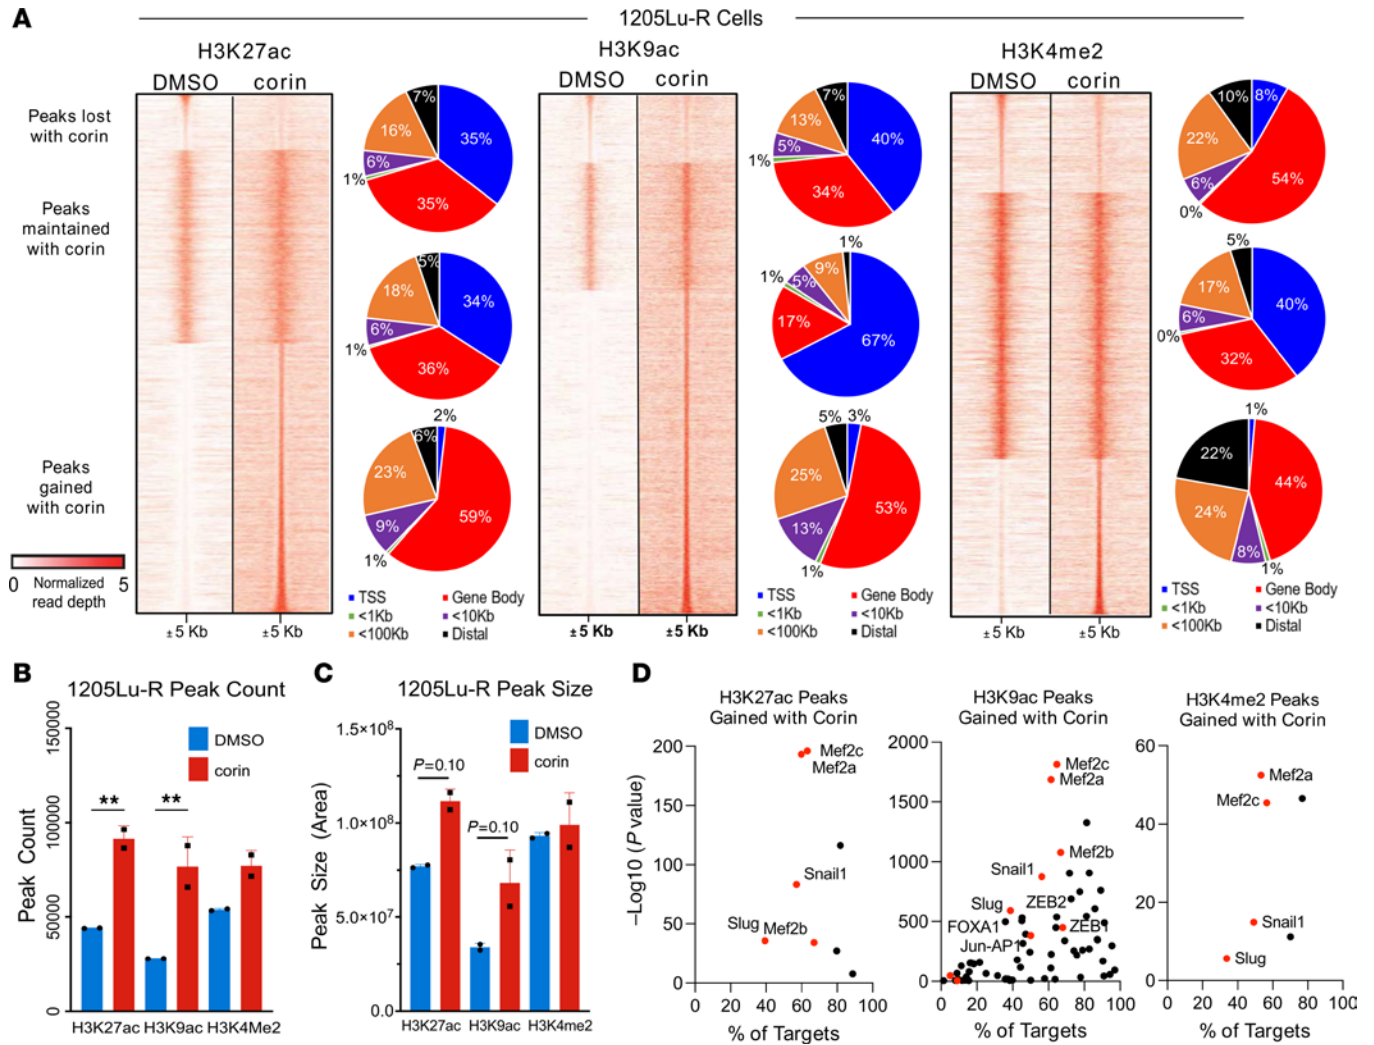 A
1205Lu-R Cells
H3K27ac
DMSO corin
H3K9ac
DMSO corin
H3K4me2
DMSO corin
Peaks lost
with corin
Peaks
maintained
with corin
Peaks
gained
with corin
0 Normalized 5
read depth
7%
35%
16%
6%
1%
35%
5%
34%
18%
6%
1%
36%
2%
6%
23%
59%
9%
1%
TSS Gene Body
<1Kb <10Kb
<100Kb Distal
±5 Kb ±5 Kb
7%
13%
40%
5%
1%
34%
1%
1%
9%
5%
17%
67%
5% 3%
25%
53%
13%
1%
TSS Gene Body
<1Kb <10Kb
<100Kb Distal
±5 Kb ±5 Kb
10% 8%
22%
54%
6%
0%
5%
17%
40%
6%
0%
32%
1%
22%
44%
24%
8%
1%
TSS Gene Body
<1Kb <10Kb
<100Kb Distal
±5 Kb ±5 Kb
B
1205Lu-R Peak Count
150000
100000
50000
0
Peak Count
DMSO
corin
** **
H3K27ac H3K9ac H3K4Me2
C
1205Lu-R Peak Size
1.5×10⁸
1.0×10⁸
5.0×10⁷
0.0
Peak Size (Area)
DMSO
corin
P=0.10
P=0.10
H3K27ac H3K9ac H3K4me2
D
H3K27ac Peaks
Gained with Corin
200
150
100
50
0
–Log10 (P value)
Mef2c
Mef2a
Snail1
Slug Mef2b
0 20 40 60 80 100
% of Targets
H3K9ac Peaks
Gained with Corin
2000
1500
1000
500
0
Mef2c
Mef2a
Mef2b
Snail1
Slug ZEB2
FOXA1 ZEB1
Jun-AP1
0 20 40 60 80 100
% of Targets
H3K4me2 Peaks
Gained with Corin
60
40
20
0
Mef2a
Mef2c
Snail1
Slug
0 20 40 60 80 100
% of Targets